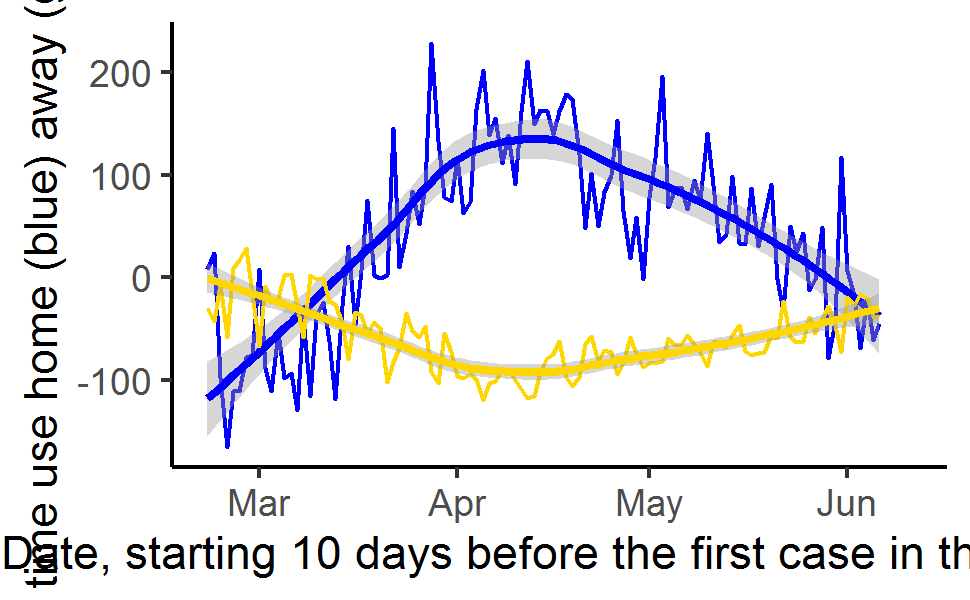 time use home (blue) away (
200
100
0
-100
Mar Apr May Jun
Date, starting 10 days before the first case in th